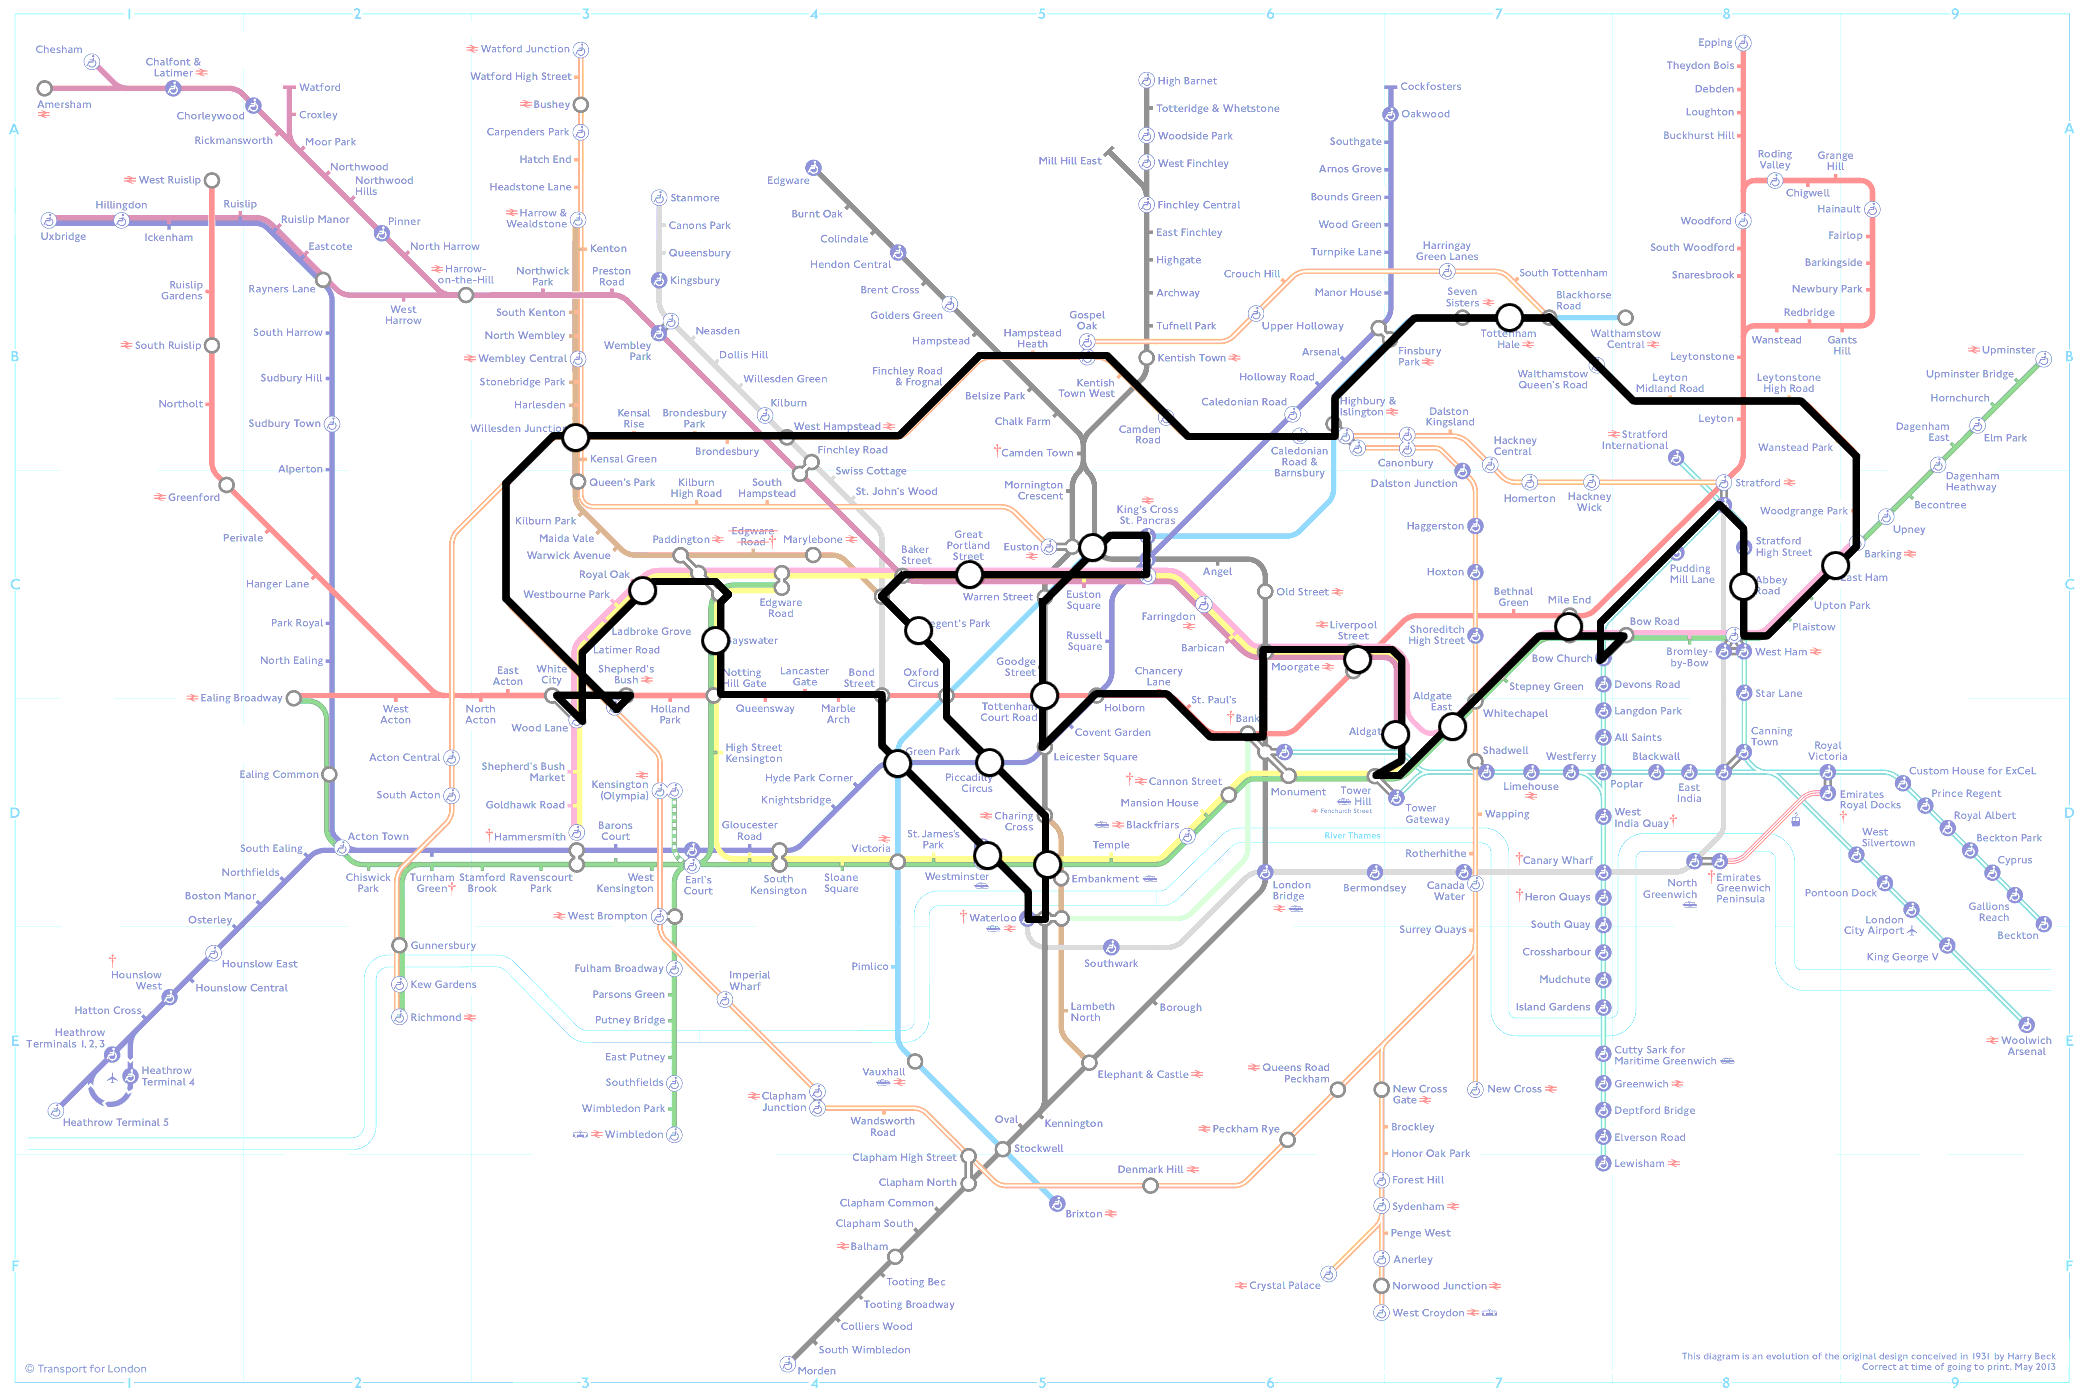 1 2 3 4 5 6 7 8 9
A
B
C
D
E
F
Chesham
Chalfont &
Latimer
Amersham
Chorleywood
Rickmansworth
Watford
Croxley
Moor Park
Northwood
Northwood
Hills
Pinner
North Harrow
Harrow-
on-the-Hill
West Ruislip
Hillingdon
Ruislip
Uxbridge
Ickenham
Ruislip Manor
Eastcote
Rayners Lane
West
Harrow
Northwick
Park
Preston
Road
Ruislip
Gardens
South Ruislip
Northolt
Greenford
Perivale
Hanger Lane
South Harrow
Sudbury Hill
Sudbury Town
Alperton
Park Royal
North Ealing
Ealing Broadway
West
Acton
North
Acton
East
Acton
White
City
Shepherd's
Bush
Holland
Park
Notting
Hill Gate
Queensway
Lancaster
Gate
Marble
Arch
Bond
Street
Oxford
Circus
Tottenham
Court Road
Holborn
Chancery
Lane
St. Paul's
Bank
Watford Junction
Watford High Street
Bushey
Carpenders Park
Hatch End
Headstone Lane
Harrow &
Wealdstone
Kenton
South Kenton
North Wembley
Wembley Central
Stonebridge Park
Harlesden
Willesden Junction
Kensal Green
Queen's Park
Kilburn Park
Maida Vale
Warwick Avenue
Royal Oak
Westbourne Park
Ladbroke Grove
Latimer Road
Wood Lane
Shepherd's Bush
Market
Goldhawk Road
Hammersmith
Stanmore
Canons Park
Queensbury
Kingsbury
Wembley
Park
Neasden
Dollis Hill
Willesden Green
Kilburn
West Hampstead
Finchley Road
Swiss Cottage
St. John's Wood
Kensal
Rise
Brondesbury
Park
Brondesbury
Kilburn
High Road
South
Hampstead
Edgware
Road
Marylebone
Paddington
Edgware
Road
Baker
Street
Great
Portland
Street
Euston
Square
Warren Street
Euston
King's Cross
St. Pancras
Edgware
Burnt Oak
Colindale
Hendon Central
Brent Cross
Golders Green
Hampstead
Belsize Park
Chalk Farm
Camden Town
Mornington
Crescent
Finchley Road
& Frognal
Hampstead
Heath
Gospel
Oak
Kentish
Town West
Camden
Road
Caledonian
Road &
Barnsbury
High Barnet
Totteridge & Whetstone
Woodside Park
Mill Hill East
West Finchley
Finchley Central
East Finchley
Highgate
Archway
Tufnell Park
Kentish Town
Cockfosters
Oakwood
Southgate
Arnos Grove
Bounds Green
Wood Green
Turnpike Lane
Manor House
Finsbury
Park
Arsenal
Holloway Road
Caledonian Road
Crouch Hill
Upper Holloway
Harringay
Green Lanes
South Tottenham
Seven
Sisters
Tottenham
Hale
Blackhorse
Road
Walthamstow
Central
Walthamstow
Queen's Road
Leyton
Midland Road
Leytonstone
High Road
Wanstead Park
Woodgrange Park
Highbury &
Islington
Canonbury
Dalston
Kingsland
Dalston Junction
Hackney
Central
Homerton
Hackney
Wick
Stratford
International
Stratford
Epping
Theydon Bois
Debden
Loughton
Buckhurst Hill
Roding
Valley
Grange
Hill
Chigwell
Hainault
Woodford
Fairlop
South Woodford
Barkingside
Snaresbrook
Newbury Park
Redbridge
Wanstead
Gants
Hill
Leytonstone
Leyton
Upminster
Upminster Bridge
Hornchurch
Elm Park
Dagenham
East
Dagenham
Heathway
Becontree
Upney
Barking
East Ham
Upton Park
Plaistow
West Ham
Bromley-
by-Bow
Bow Road
Bow Church
Mile End
Bethnal
Green
Stepney Green
Whitechapel
Aldgate
East
Aldgat
Liverpool
Street
Moorgate
Barbican
Farringdon
Angel
Old Street
Haggerston
Hoxton
Shoreditch
High Street
Shadwell
Wapping
Rotherhithe
Canada
Water
Surrey Quays
Pudding
Mill Lane
Stratford
High Street
Abbey
Road
Star Lane
Canning
Town
Devons Road
Langdon Park
All Saints
Poplar
Westferry
Limehouse
Blackwall
East
India
West
India Quay
Canary Wharf
Heron Quays
South Quay
Crossharbour
Mudchute
Island Gardens
Cutty Sark for
Maritime Greenwich
Greenwich
Deptford Bridge
Elverson Road
Lewisham
Royal
Victoria
Custom House for ExCeL
Prince Regent
Royal Albert
Beckton Park
Cyprus
Gallions
Reach
Beckton
Emirates
Royal Docks
Emirates
Greenwich
Peninsula
North
Greenwich
West
Silvertown
Pontoon Dock
London
City Airport
King George V
Woolwich
Arsenal
ayswater
egent's Park
Goodge
Street
Russell
Square
Covent Garden
Leicester Square
Piccadilly
Circus
Green Park
Hyde Park Corner
Knightsbridge
High Street
Kensington
Gloucester
Road
South
Kensington
Sloane
Square
Victoria
St. James's
Park
Westminster
Charing
Cross
Embankment
Temple
Blackfriars
Mansion House
Cannon Street
Monument
Tower
Hill
Fenchurch Street
Tower
Gateway
River Thames
Waterloo
Southwark
London
Bridge
Bermondsey
Lambeth
North
Borough
Elephant & Castle
Kennington
Oval
Stockwell
Pimlico
Vauxhall
Brixton
Clapham High Street
Clapham North
Clapham Common
Clapham South
Balham
Tooting Bec
Tooting Broadway
Colliers Wood
South Wimbledon
Morden
Wandsworth
Road
Clapham
Junction
Imperial
Wharf
Denmark Hill
Peckham Rye
Queens Road
Peckham
New Cross
Gate
New Cross
Brockley
Honor Oak Park
Forest Hill
Sydenham
Penge West
Anerley
Crystal Palace
Norwood Junction
West Croydon
Kensington
(Olympia)
Barons
Court
West
Kensington
Earl's
Court
West Brompton
Fulham Broadway
Parsons Green
Putney Bridge
East Putney
Southfields
Wimbledon Park
Wimbledon
Ealing Common
Acton Central
South Acton
Acton Town
South Ealing
Northfields
Boston Manor
Osterley
Hounslow East
Hounslow Central
Hounslow
West
Hatton Cross
Heathrow
Terminals 1, 2, 3
Heathrow
Terminal 4
Heathrow Terminal 5
Chiswick
Park
Turnham
Green
Stamford
Brook
Ravenscourt
Park
Gunnersbury
Kew Gardens
Richmond
© Transport for London
This diagram is an evolution of the original design conceived in 1931 by Harry Beck
Correct at time of going to print, May 2013
A
B
C
D
E
F
1 2 3 4 5 6 7 8 9